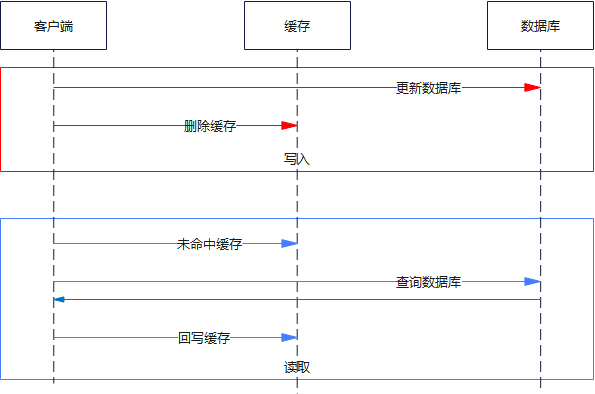 客户端
缓存
数据库
更新数据库
删除缓存
写入
未命中缓存
查询数据库
回写缓存
读取